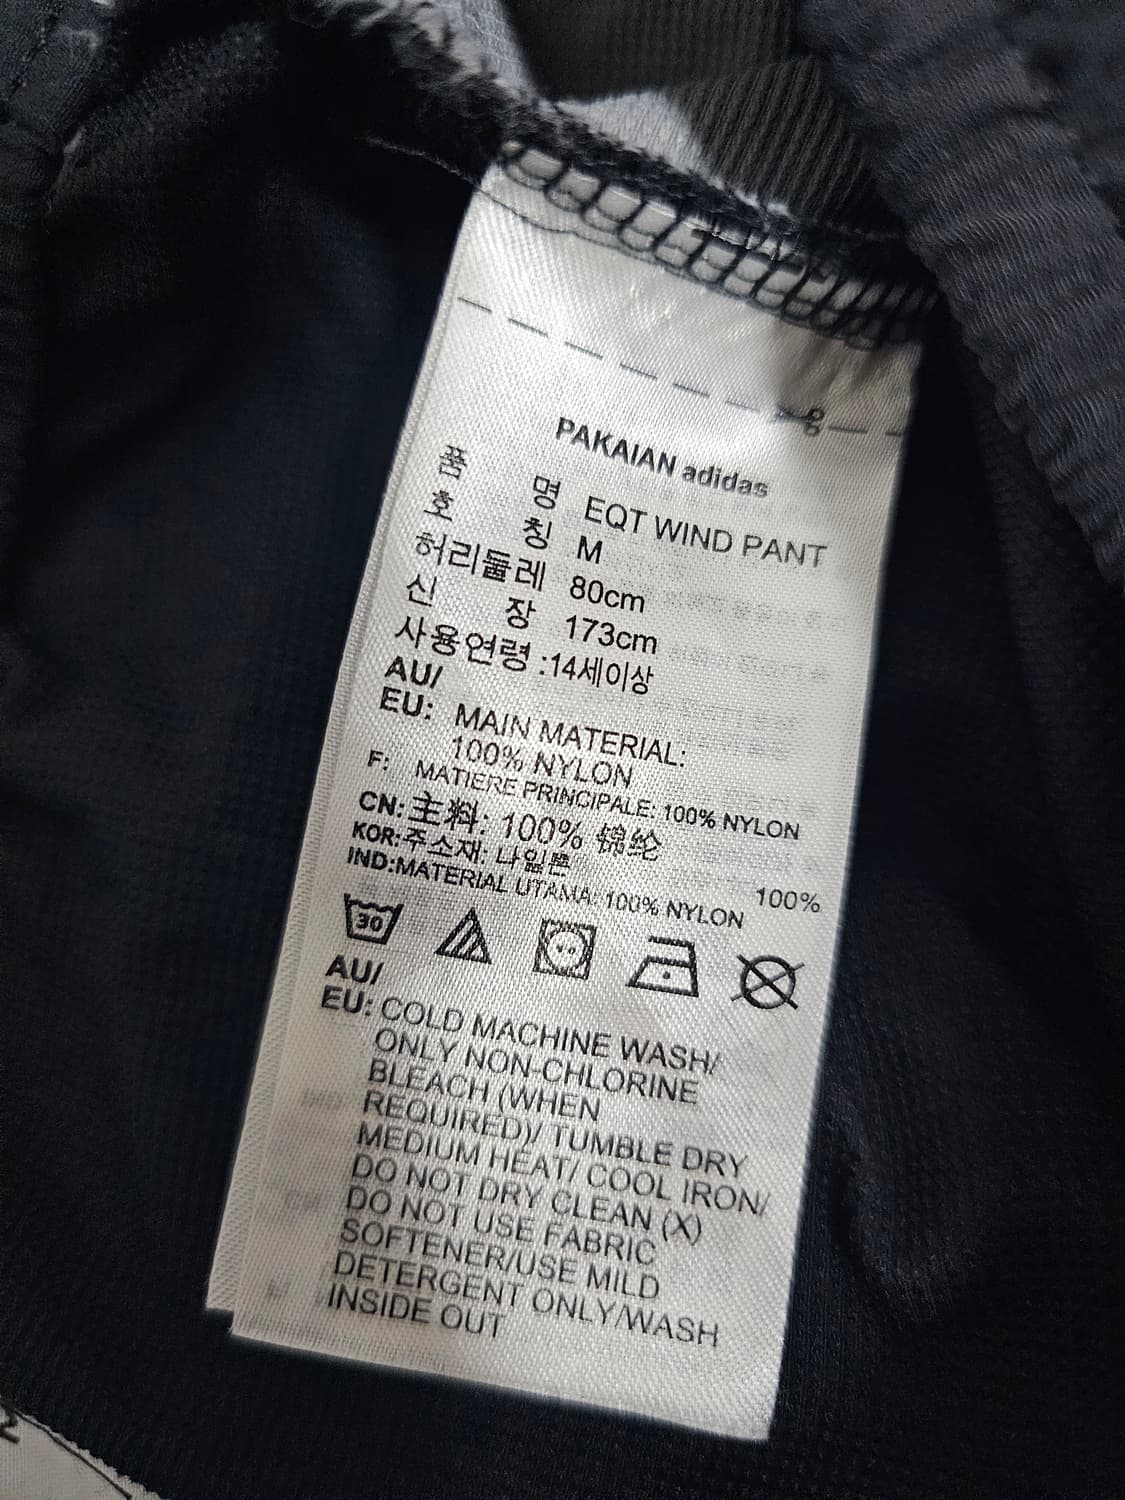 PAKAIAN adidas
품 명 EQT WIND PANT
호 칭 M
허리둘레 80cm
신 장 173cm
사용연령 :14세이상
AU/
EU: MAIN MATERIAL:
100% NYLON
F: MATIERE PRINCIPALE: 100% NYLON
CN: 主料: 100% 锦纶
KOR: 주소재: 나일론 100%
IND: MATERIAL UTAMA: 100% NYLON
30
AU/
EU: COLD MACHINE WASH/
ONLY NON-CHLORINE
BLEACH (WHEN
REQUIRED)/ TUMBLE DRY
MEDIUM HEAT/ COOL IRON/
DO NOT DRY CLEAN (X)
DO NOT USE FABRIC
SOFTENER/USE MILD
DETERGENT ONLY/WASH
INSIDE OUT